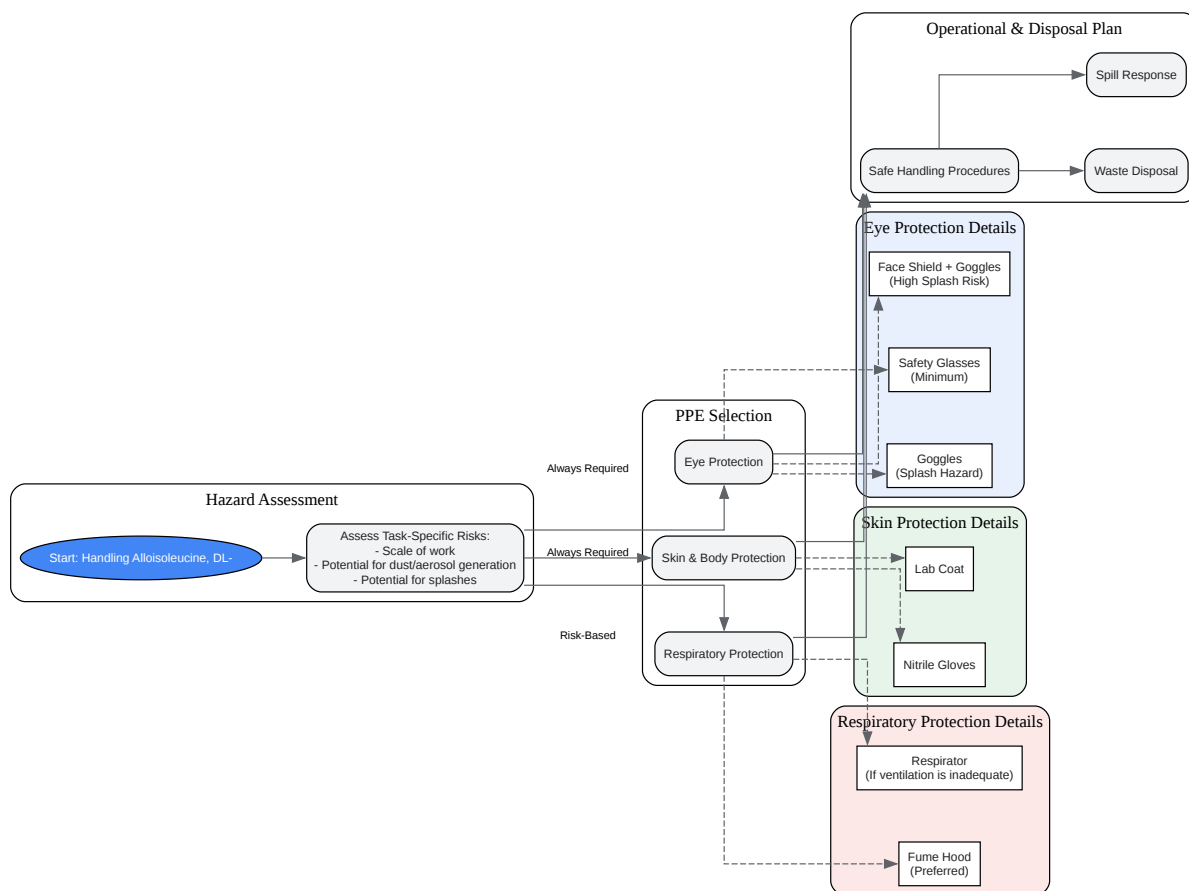 Operational & Disposal Plan
Spill Response
Safe Handling Procedures
Waste Disposal
Eye Protection Details
Face Shield + Goggles
(High Splash Risk)
Safety Glasses
(Minimum)
Goggles
(Splash Hazard)
PPE Selection
Eye Protection
Skin & Body Protection
Respiratory Protection
Always Required
Always Required
Risk-Based
Hazard Assessment
Start: Handling Alloisoleucine, DL-
Assess Task-Specific Risks:
- Scale of work
- Potential for dust/aerosol generation
- Potential for splashes
Skin Protection Details
Lab Coat
Nitrile Gloves
Respiratory Protection Details
Respirator
(If ventilation is inadequate)
Fume Hood
(Preferred)